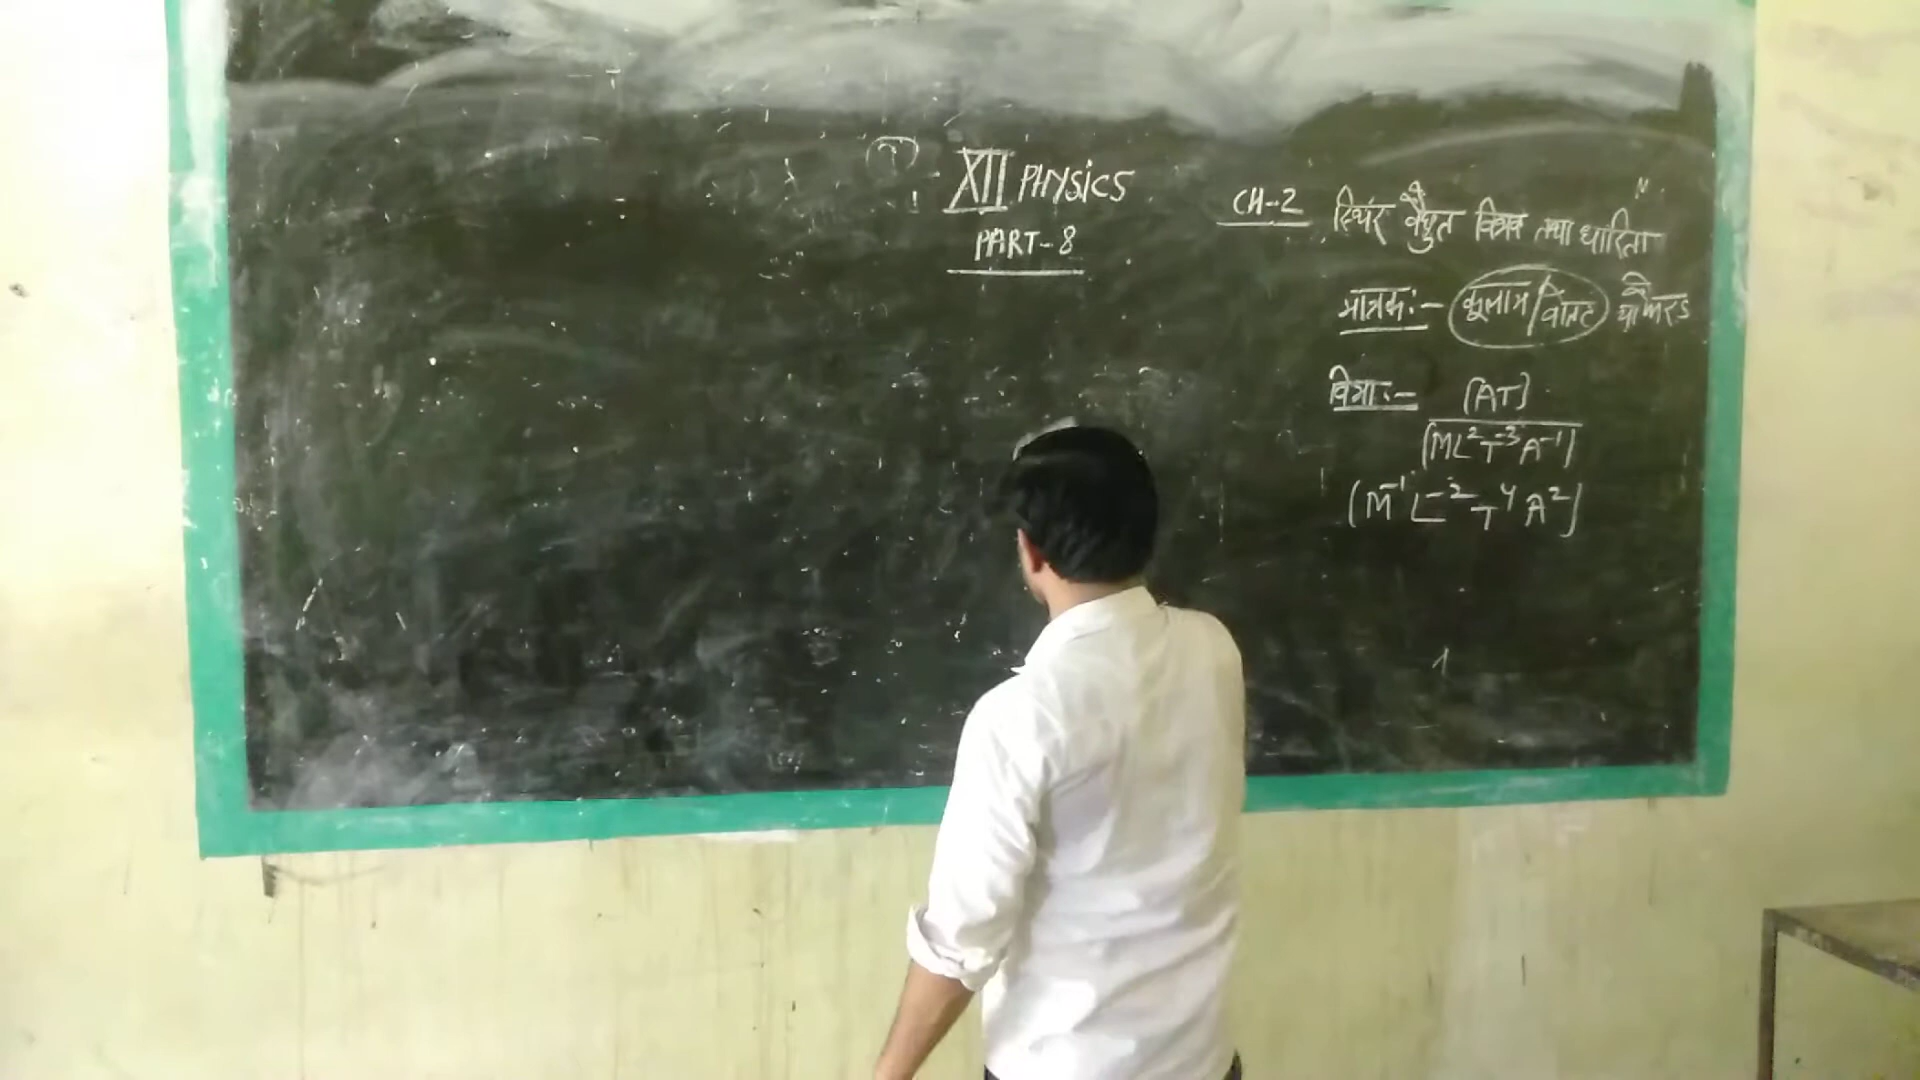 XII PHYSICS
PART-8
CH-2 स्थिर वैद्युत विभव तथा धारिता
मात्रक:- कूलाम/वोल्ट
विमा:- [AT]
[ML²T⁻³A⁻¹]
[M⁻¹L⁻²T⁴A²]